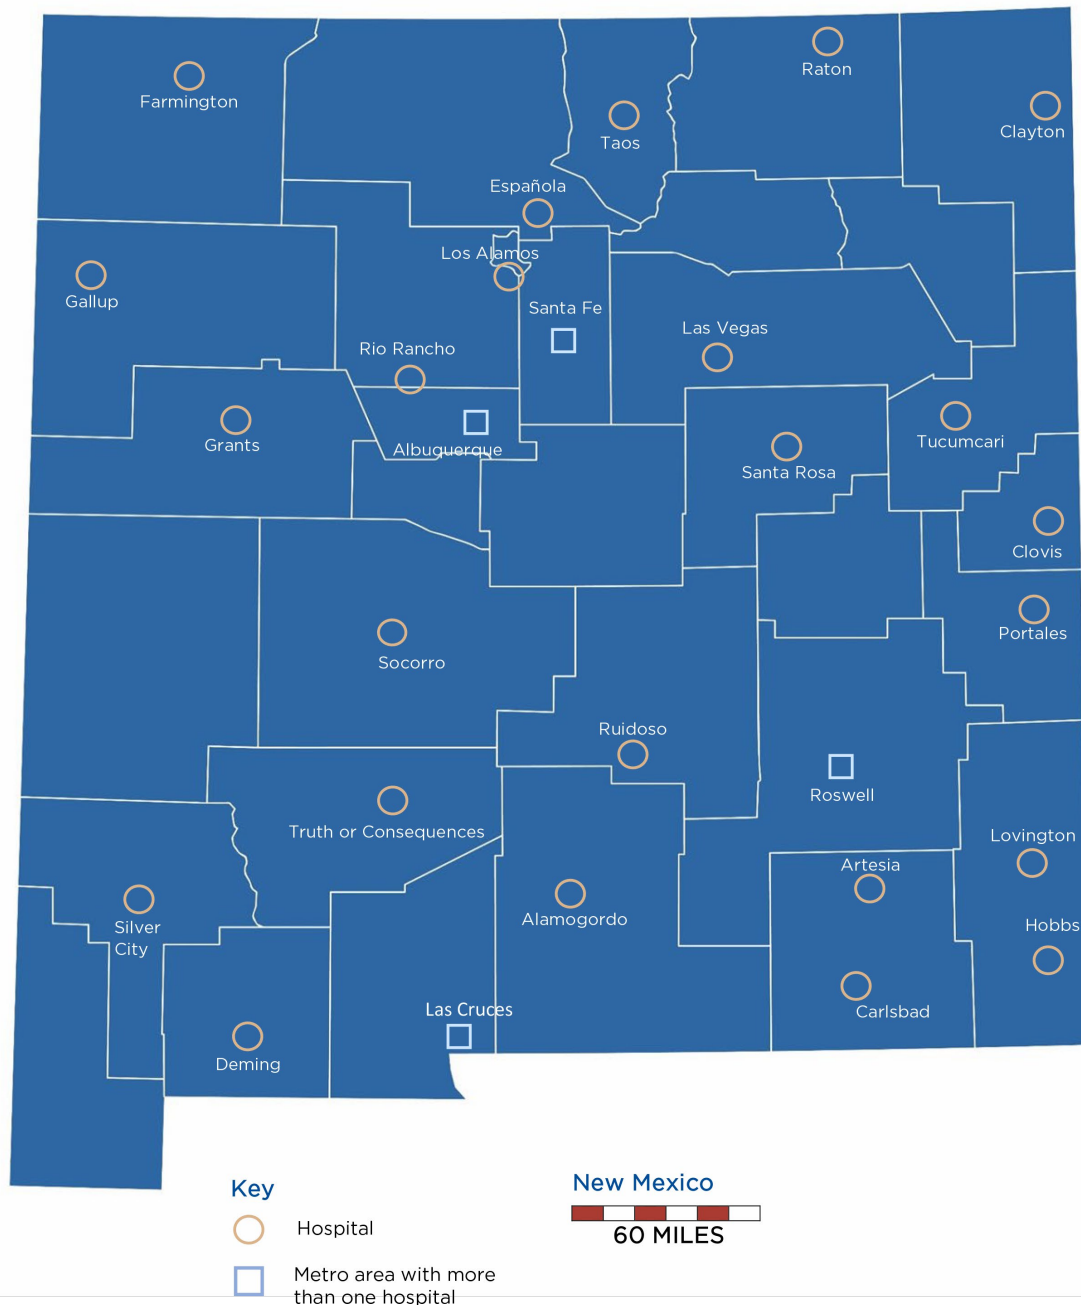 Raton
Farmington
Clayton
Taos
Española
Los Alamos
Gallup
Santa Fe
Las Vegas
Rio Rancho
Tucumcari
Grants
Albuquerque
Santa Rosa
Clovis
Portales
Socorro
Ruidoso
Roswell
Truth or Consequences
Lovington
Artesia
Alamogordo
Silver
City
Hobbs
Las Cruces
Carlsbad
Deming
Key
Hospital
Metro area with more
than one hospital
New Mexico
60 MILES